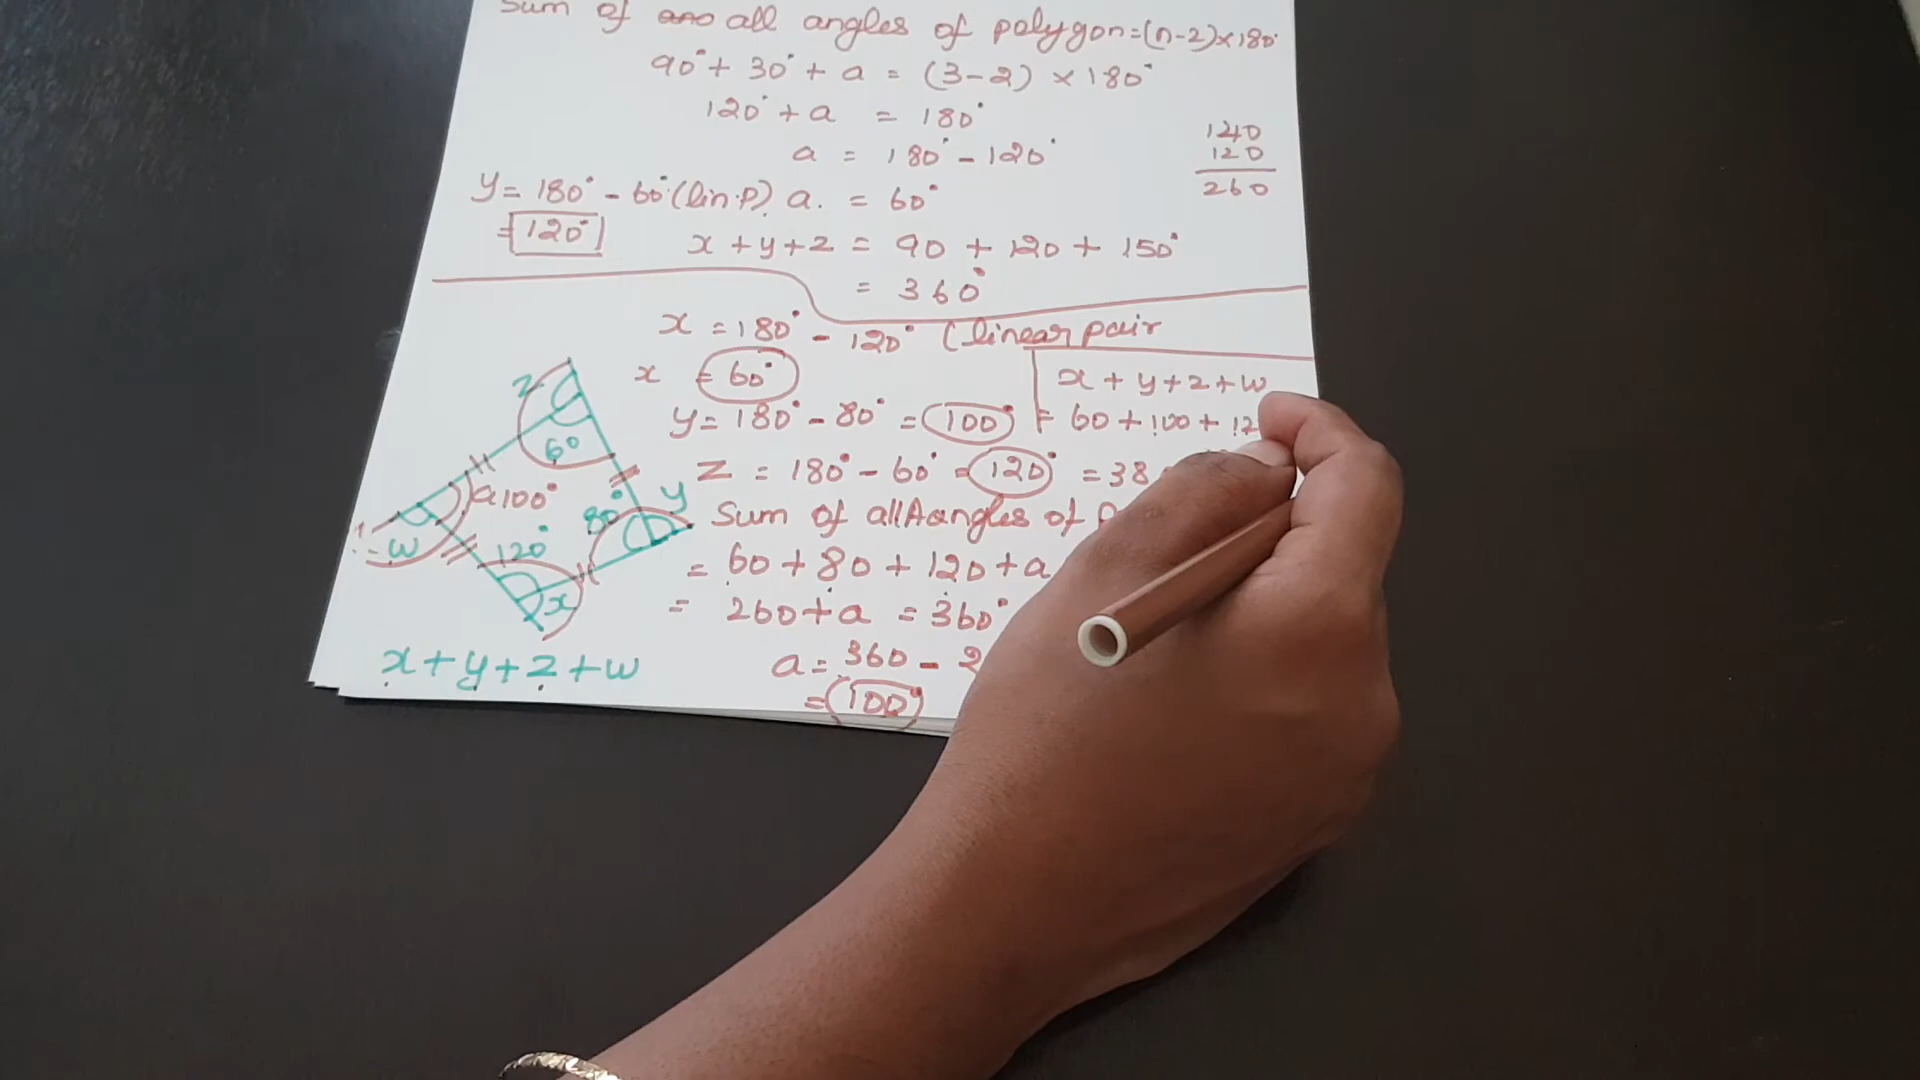 Sum of all angles of polygon=(n-2)×180°
90° + 30° + a = (3-2) × 180°
120° + a = 180°
a = 180° - 120°
140
120
260
y = 180° - 60° (lin.p) a. = 60°
= 120°
x + y + z = 90 + 120 + 150°
= 360°
x = 180° - 120° (linear pair
x = 60°
x + y + z + w
= 60 + 100 + 12
y = 180° - 80° = 100°
z = 180° - 60° = 120°
= 38
Sum of all angles of
= 60 + 80 + 120 + a
= 260 + a = 360°
a = 360 - 2
= 100°
z
60
a 100°
w
120°
80°
y
x
x + y + z + w